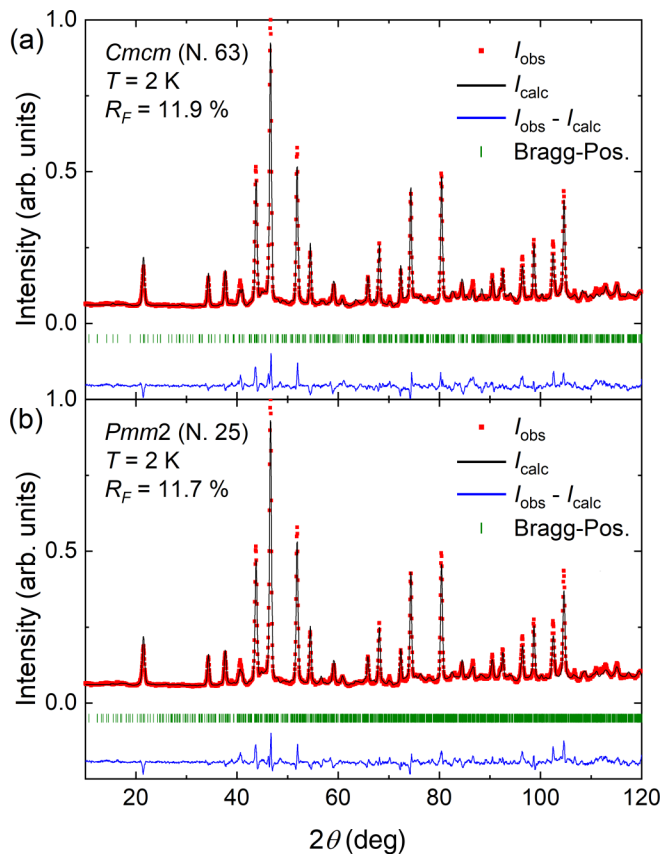 (a)
Cmcm (N. 63)
T = 2 K
R_F = 11.9 %
I_obs
I_calc
I_obs - I_calc
Bragg-Pos.
1.0
0.5
0.0
Intensity (arb. units)
(b)
Pmm2 (N. 25)
T = 2 K
R_F = 11.7 %
I_obs
I_calc
I_obs - I_calc
Bragg-Pos.
1.0
0.5
0.0
Intensity (arb. units)
20 40 60 80 100 120
2θ (deg)